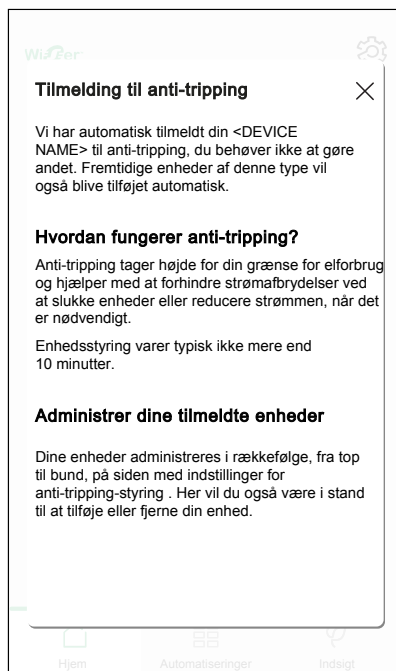 Wiser
Tilmelding til anti-tripping
Vi har automatisk tilmeldt din <DEVICE
NAME> til anti-tripping, du behøver ikke at gøre
andet. Fremtidige enheder af denne type vil
også blive tilføjet automatisk.
Hvordan fungerer anti-tripping?
Anti-tripping tager højde for din grænse for elforbrug
og hjælper med at forhindre strømafbrydelser ved
at slukke enheder eller reducere strømmen, når det
er nødvendigt.
Enhedsstyring varer typisk ikke mere end
10 minutter.
Administrer dine tilmeldte enheder
Dine enheder administreres i rækkefølge, fra top
til bund, på siden med indstillinger for
anti-tripping-styring . Her vil du også være i stand
til at tilføje eller fjerne din enhed.
Hjem Automatiseringer Indsigt